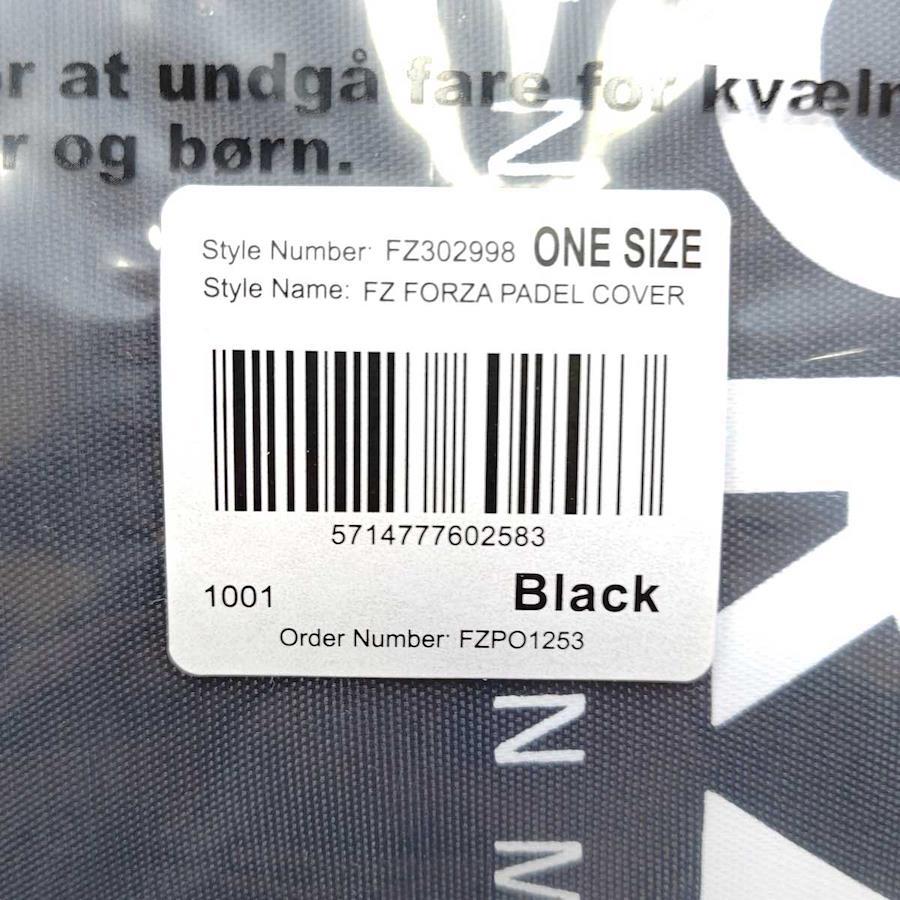 r at undgå fare for kvæln
r og børn.
N
Style Number: FZ302998 ONE SIZE
Style Name: FZ FORZA PADEL COVER
5714777602583
1001 Black
Order Number: FZPO1253
N
M